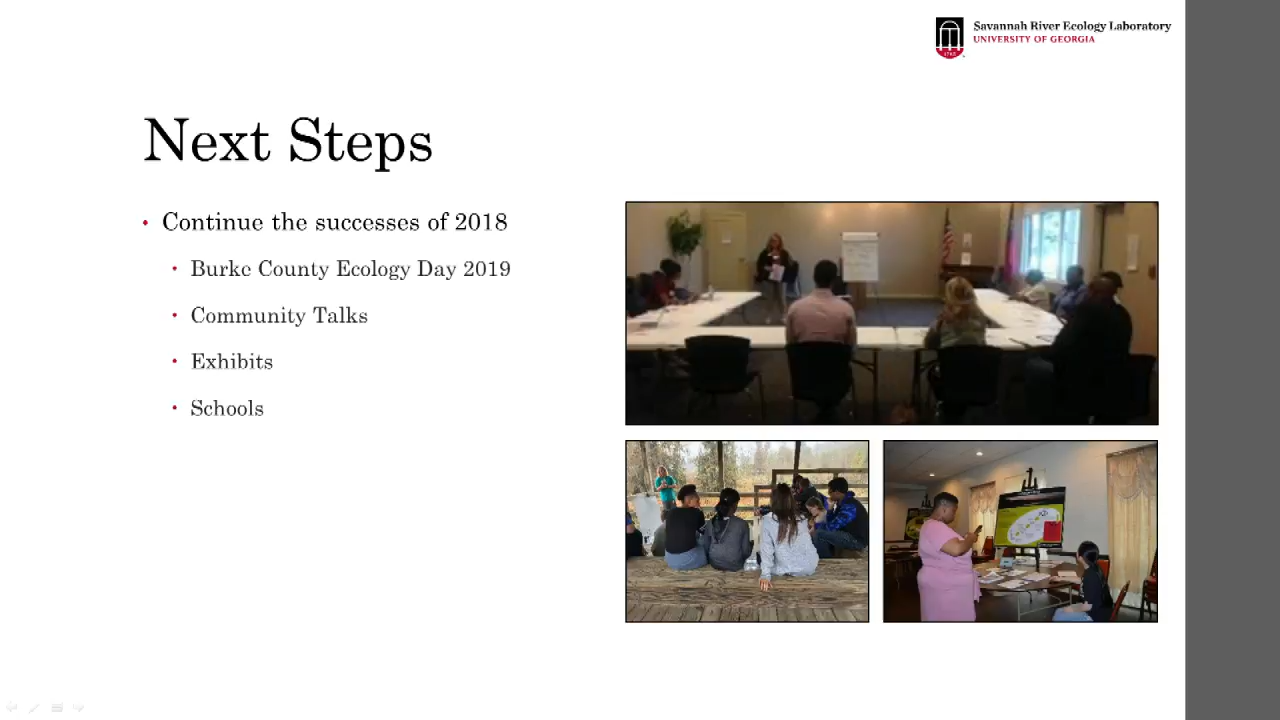 Savannah River Ecology Laboratory
UNIVERSITY OF GEORGIA
1785
Next Steps
• Continue the successes of 2018
• Burke County Ecology Day 2019
• Community Talks
• Exhibits
• Schools